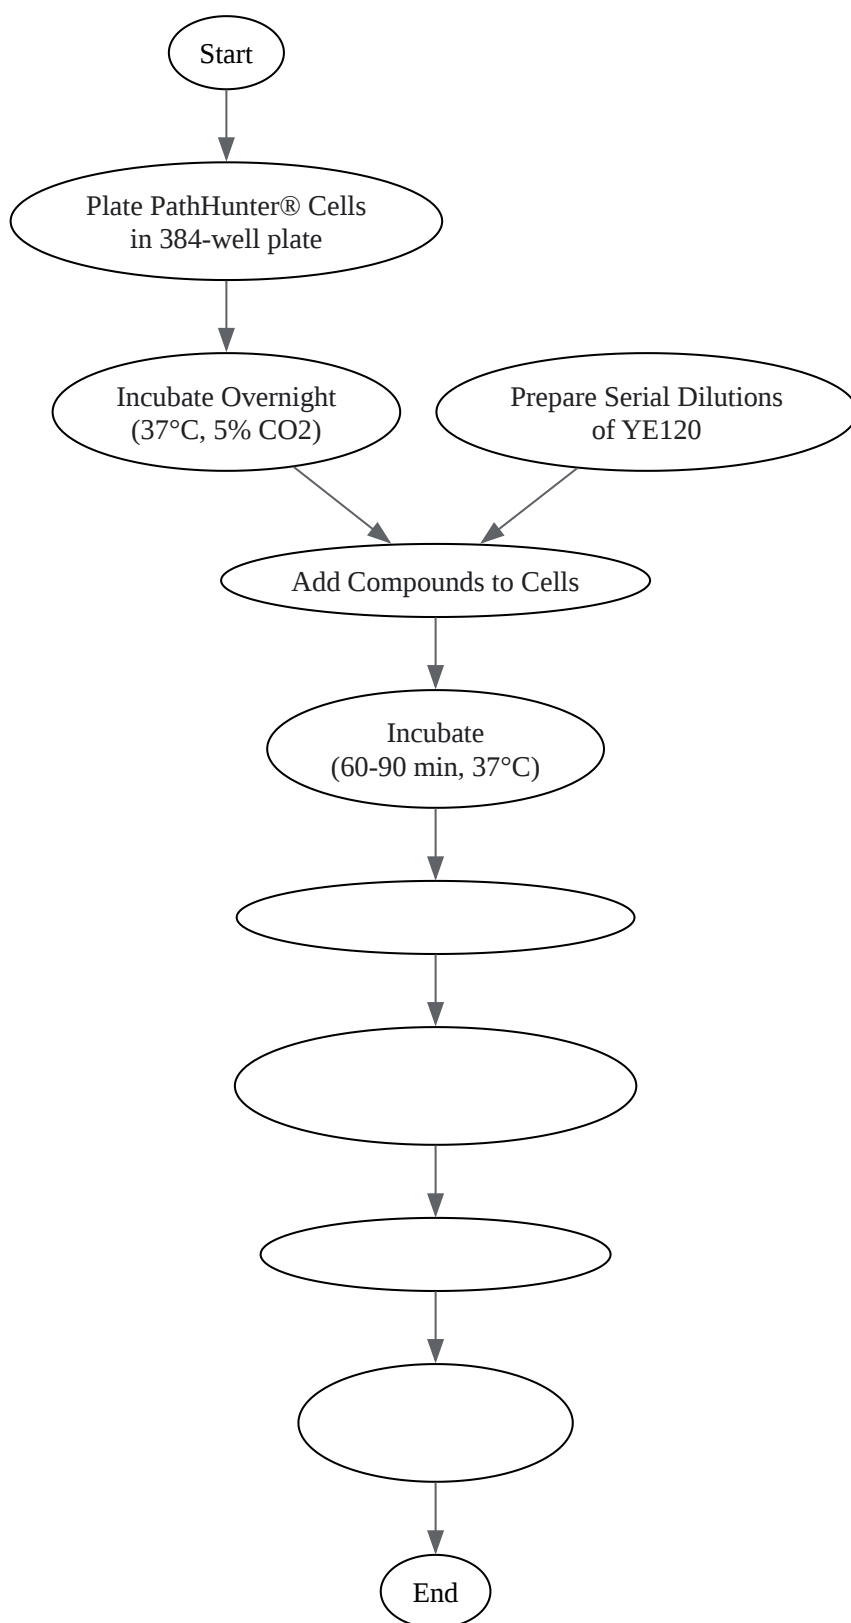 Start
Plate PathHunter® Cells
in 384-well plate
Incubate Overnight
(37°C, 5% CO2)
Prepare Serial Dilutions
of YE120
Add Compounds to Cells
Incubate
(60-90 min, 37°C)
End